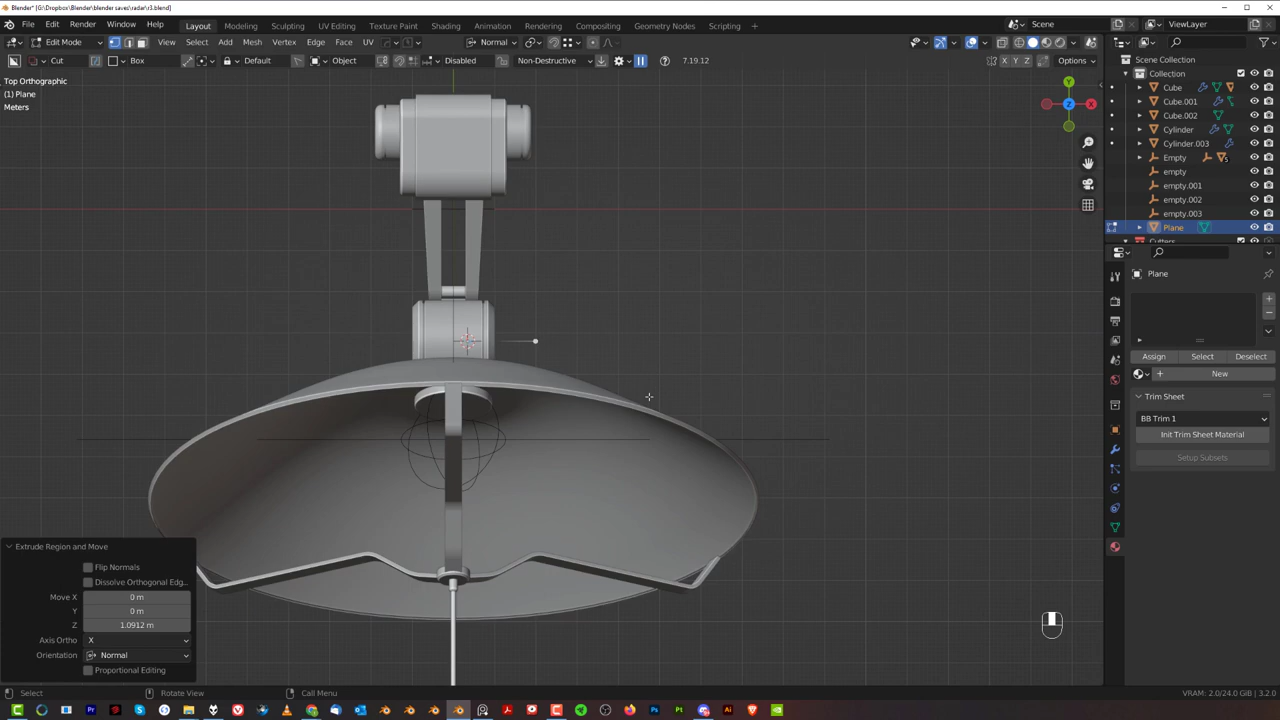 Blender* [G:\Dropbox\Blender\blender saves\radar\r3.blend]
File Edit Render Window Help Layout Modeling Sculpting UV Editing Texture Paint Shading Animation Rendering Compositing Geometry Nodes Scripting + Scene ViewLayer
Edit Mode View Select Add Mesh Vertex Edge Face UV Normal
Cut Box Default Object Disabled Non-Destructive 7.19.12 X Y Z Options
Top Orthographic
(1) Plane
Meters
Y
Z
X
Scene Collection
Collection
Cube
Cube.001
Cube.002
Cylinder
Cylinder.003
Empty 5
empty
empty.001
empty.002
empty.003
Plane
Cutters
Plane
Assign Select Deselect
New
Trim Sheet
BB Trim 1
Init Trim Sheet Material
Setup Subsets
Extrude Region and Move
Flip Normals
Dissolve Orthogonal Edg...
Move X 0 m
Y 0 m
Z 1.0912 m
Axis Ortho X
Orientation Normal
Proportional Editing
Select Rotate View Call Menu VRAM: 2.0/24.0 GiB | 3.2.0